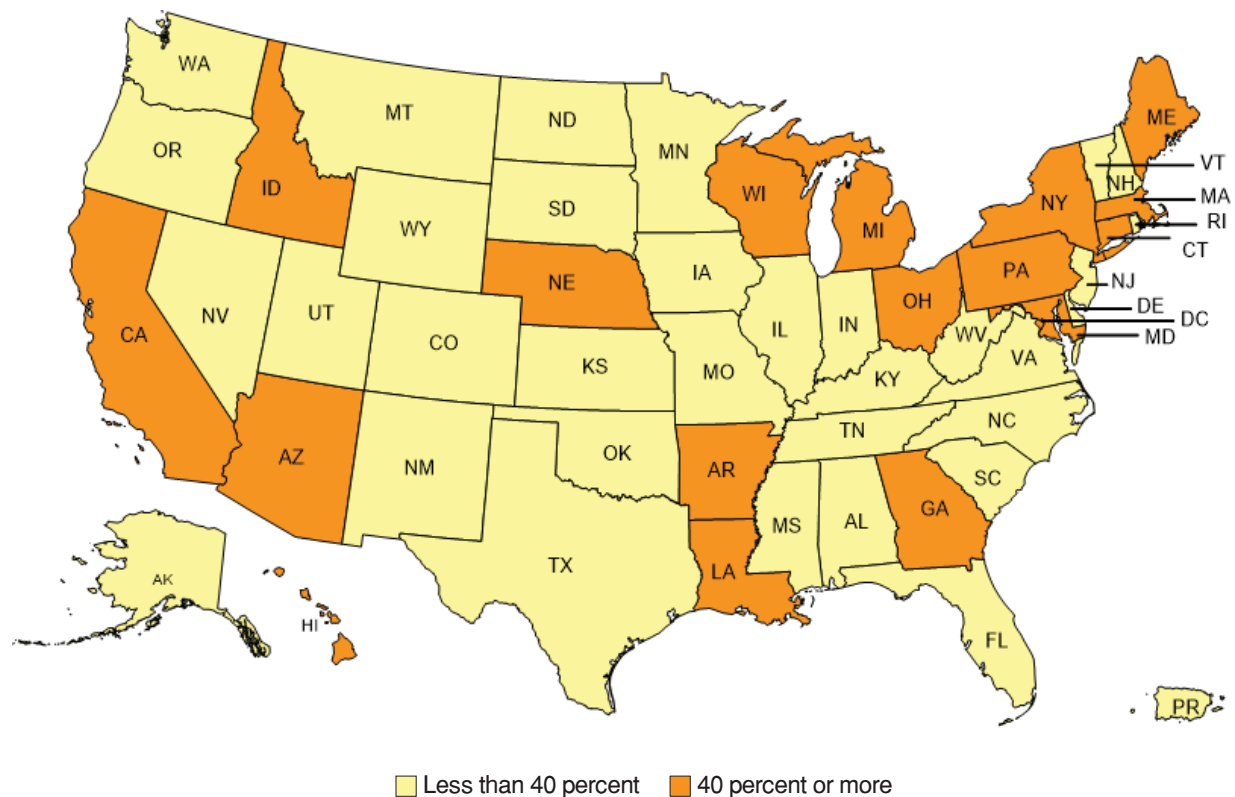 WA
MT
ND
MN
ME
OR
ID
SD
WI
VT
NH
MA
NY
RI
WY
MI
CT
IA
PA
NE
NJ
OH
DE
NV
UT
IL
IN
DC
CA
CO
WV
MD
KS
MO
VA
KY
NC
TN
AZ
OK
NM
AR
SC
GA
MS
AL
TX
LA
AK
HI
FL
PR
Less than 40 percent
40 percent or more